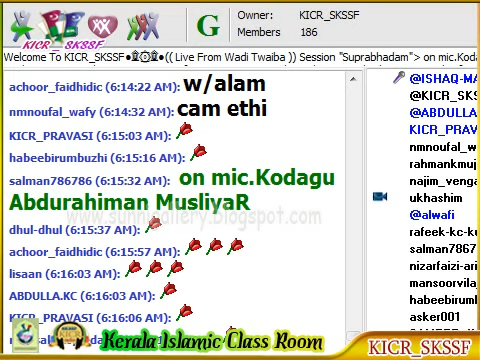 KICR_SKSSF
G
Owner: KICR_SKSSF
Members 186
Welcome To KICR_SKSSF●۞●(( Live From Wadi Twaiba )) Session "Suprabhadam"> on mic.Koda
achoor_faidhidic (6:14:22 AM): w/alam
nmnoufal_wafy (6:14:32 AM): cam ethi
KICR_PRAVASI (6:15:03 AM):
habeebirumbuzhi (6:15:16 AM):
salman786786 (6:15:32 AM): on mic.Kodagu
Abdurahiman MusliyaR
www.sunnigallery.blogspot.com
dhul-dhul (6:15:37 AM):
achoor_faidhidic (6:15:57 AM):
lisaan (6:16:03 AM):
ABDULLA.KC (6:16:03 AM):
KICR_PRAVASI (6:16:06 AM):
@ISHAQ-MA
@KICR_SKS
@ABDULLA.
KICR_PRAV
nmnoufal_w
rahmankmuj
najim_venga
ukhashim
@alwafi
rafeek-kc-ku
salman7867
nizarfaizi-ari
mansoorvila_
habeebirumb
asker001
Kerala Islamic Class Room
KICR_SKSSF